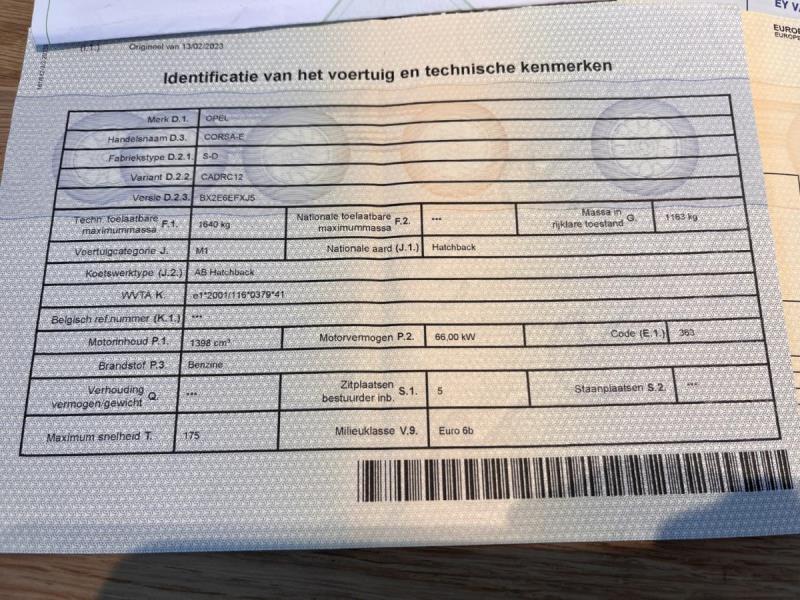 EY V
EURO
EUROPE
(I.1.) Origineel van 13/02/2023
Identificatie van het voertuig en technische kenmerken
Merk D.1. OPEL
Handelsnaam D.3. CORSA-E
Fabriekstype D.2.1. S-D
Variant D.2.2. CADRC12
Versie D.2.3. BX2E6EFXJ5
Techn. toelaatbare maximummassa F.1. 1640 kg Nationale toelaatbare maximummassa F.2. --- Massa in rijklare toestand G. 1163 kg
Voertuigcategorie J. M1 Nationale aard (J.1.) Hatchback
Koetswerktype (J.2.) AB Hatchback
WVTA K. e1*2001/116*0379*41
Belgisch ref.nummer (K.1.) ---
Motorinhoud P.1. 1398 cm³ Motorvermogen P.2. 66,00 kW Code (E.1.) 363
Brandstof P.3. Benzine
Verhouding vermogen/gewicht Q. --- Zitplaatsen bestuurder inb. S.1. 5 Staanplaatsen S.2. ---
Maximum snelheid T. 175 Milieuklasse V.9. Euro 6b